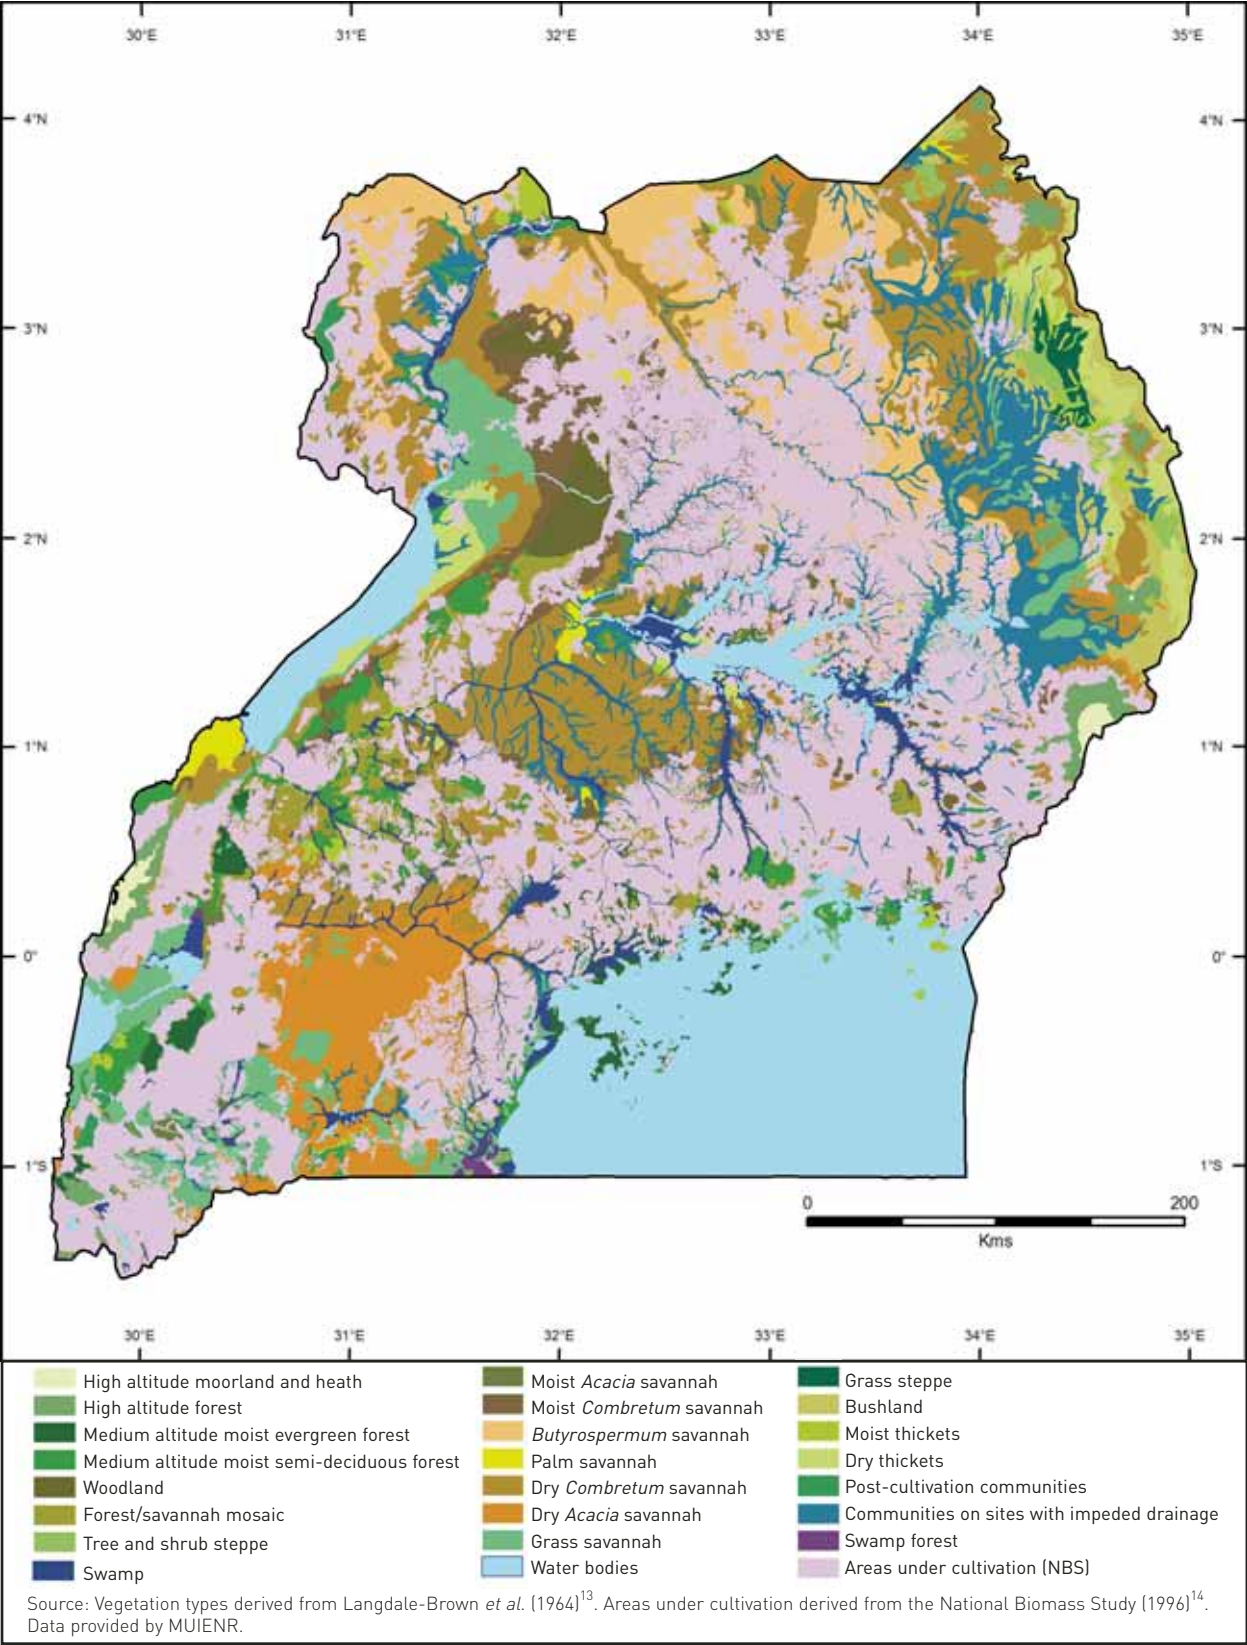 30°E 31°E 32°E 33°E 34°E 35°E
4°N 4°N
3°N 3°N
2°N 2°N
1°N 1°N
0° 0°
1°S 1°S
0 200
Kms
30°E 31°E 32°E 33°E 34°E 35°E
High altitude moorland and heath
High altitude forest
Medium altitude moist evergreen forest
Medium altitude moist semi-deciduous forest
Woodland
Forest/savannah mosaic
Tree and shrub steppe
Swamp
Moist Acacia savannah
Moist Combretum savannah
Butyrospermum savannah
Palm savannah
Dry Combretum savannah
Dry Acacia savannah
Grass savannah
Water bodies
Grass steppe
Bushland
Moist thickets
Dry thickets
Post-cultivation communities
Communities on sites with impeded drainage
Swamp forest
Areas under cultivation (NBS)
Source: Vegetation types derived from Langdale-Brown et al. (1964)13. Areas under cultivation derived from the National Biomass Study (1996)14.
Data provided by MUIENR.